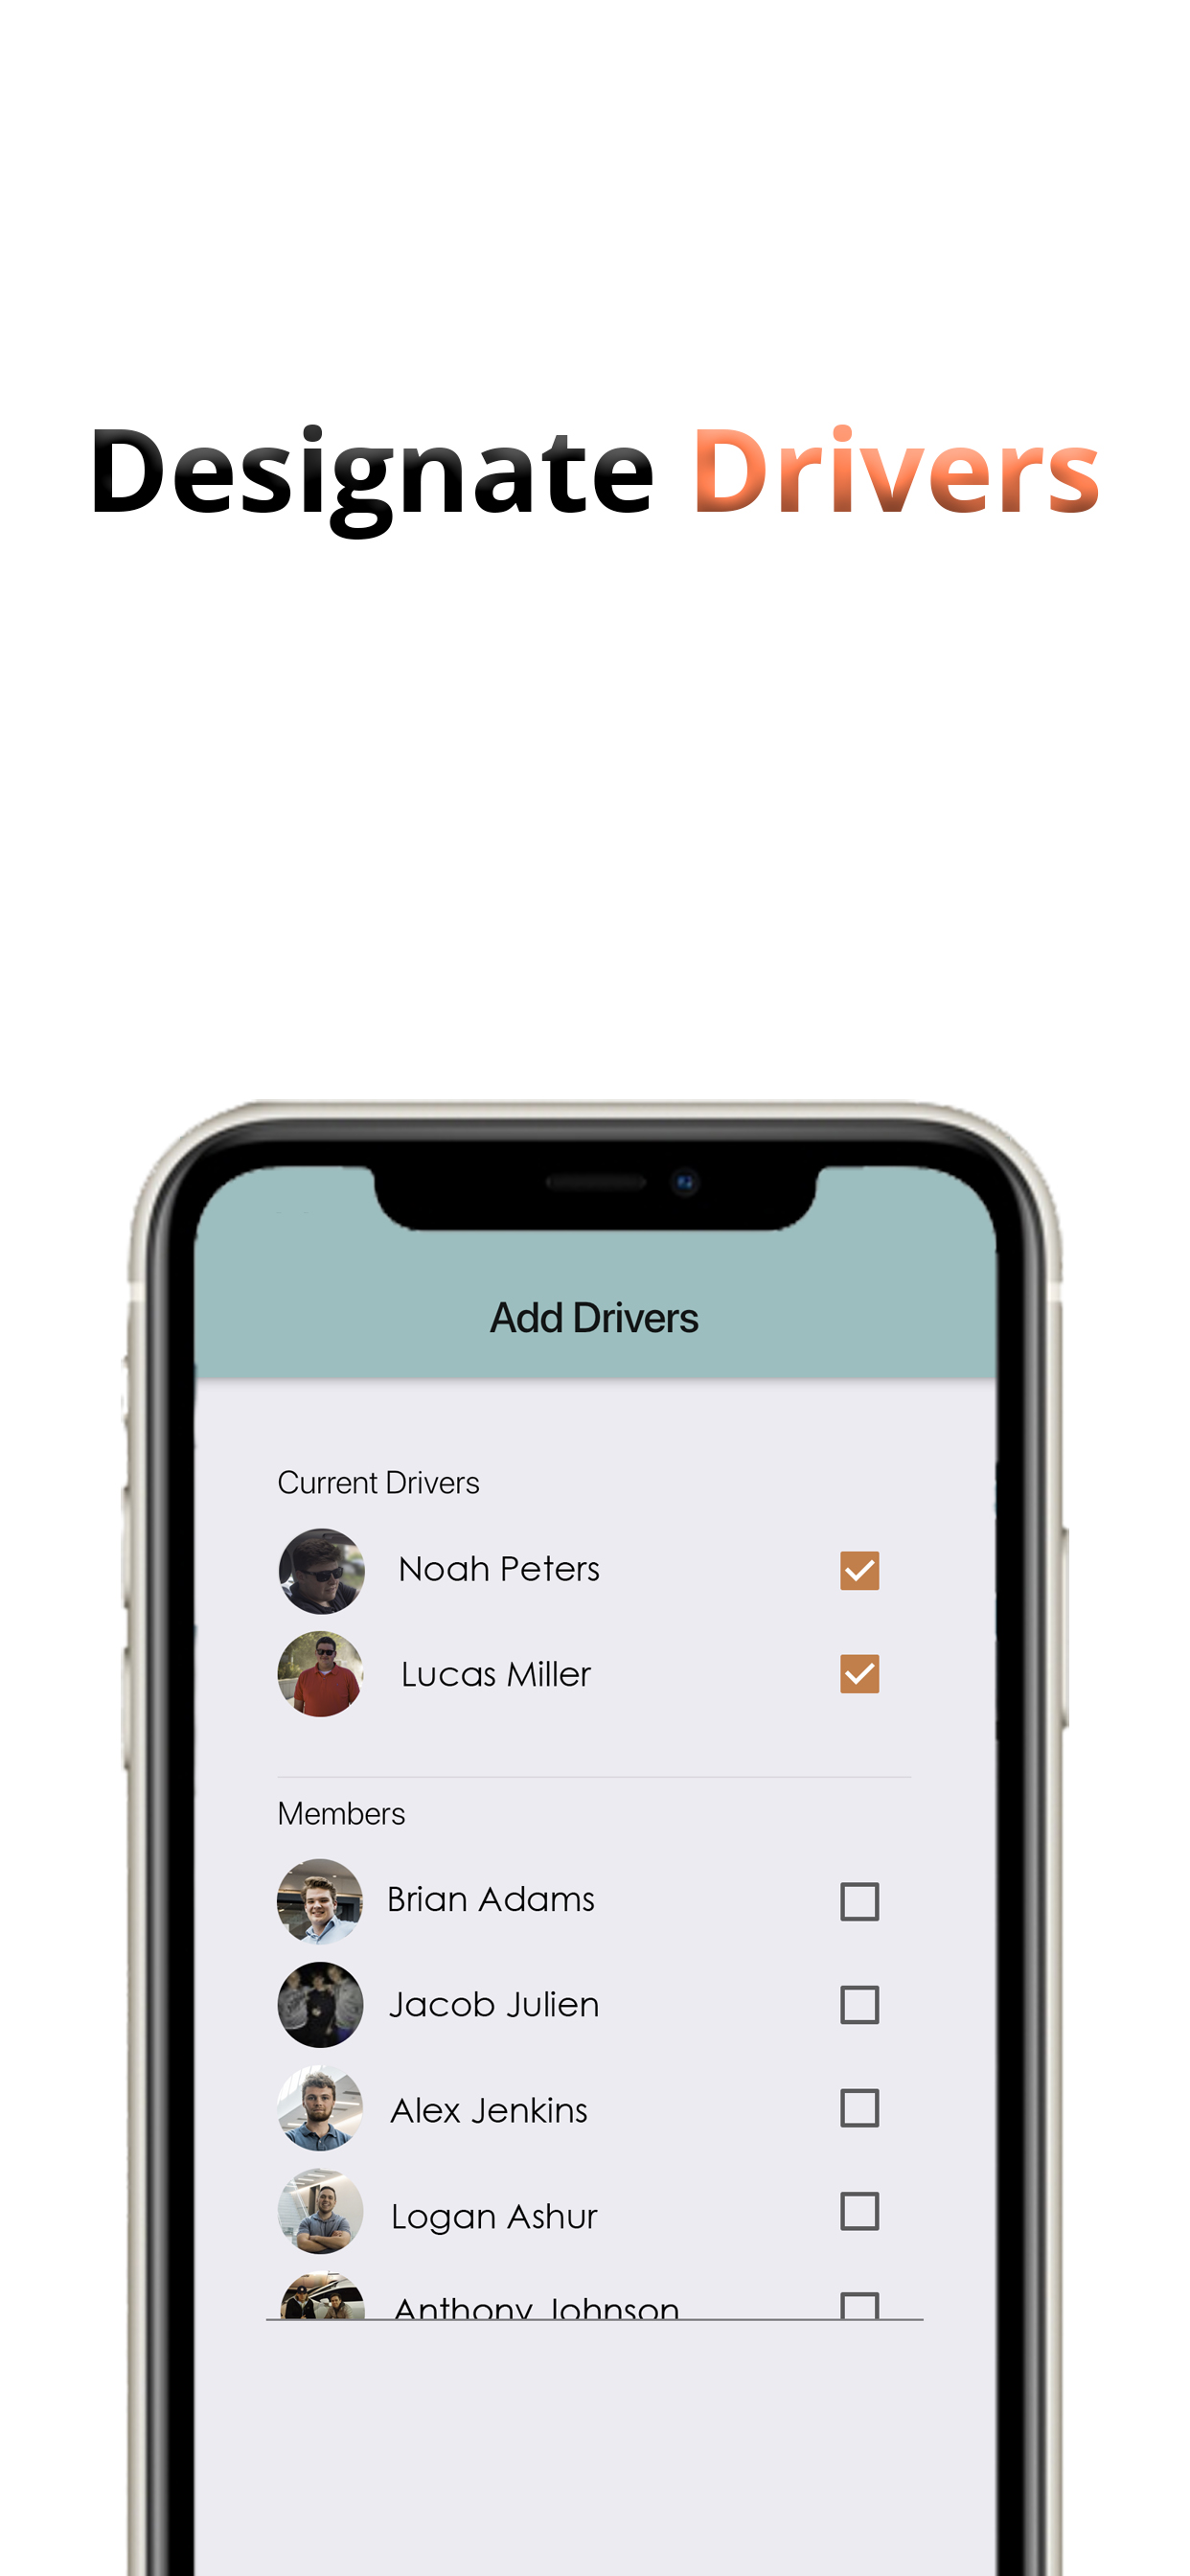 Designate Drivers
Add Drivers
Current Drivers
Noah Peters
Lucas Miller
Members
Brian Adams
Jacob Julien
Alex Jenkins
Logan Ashur
Anthony Johnson